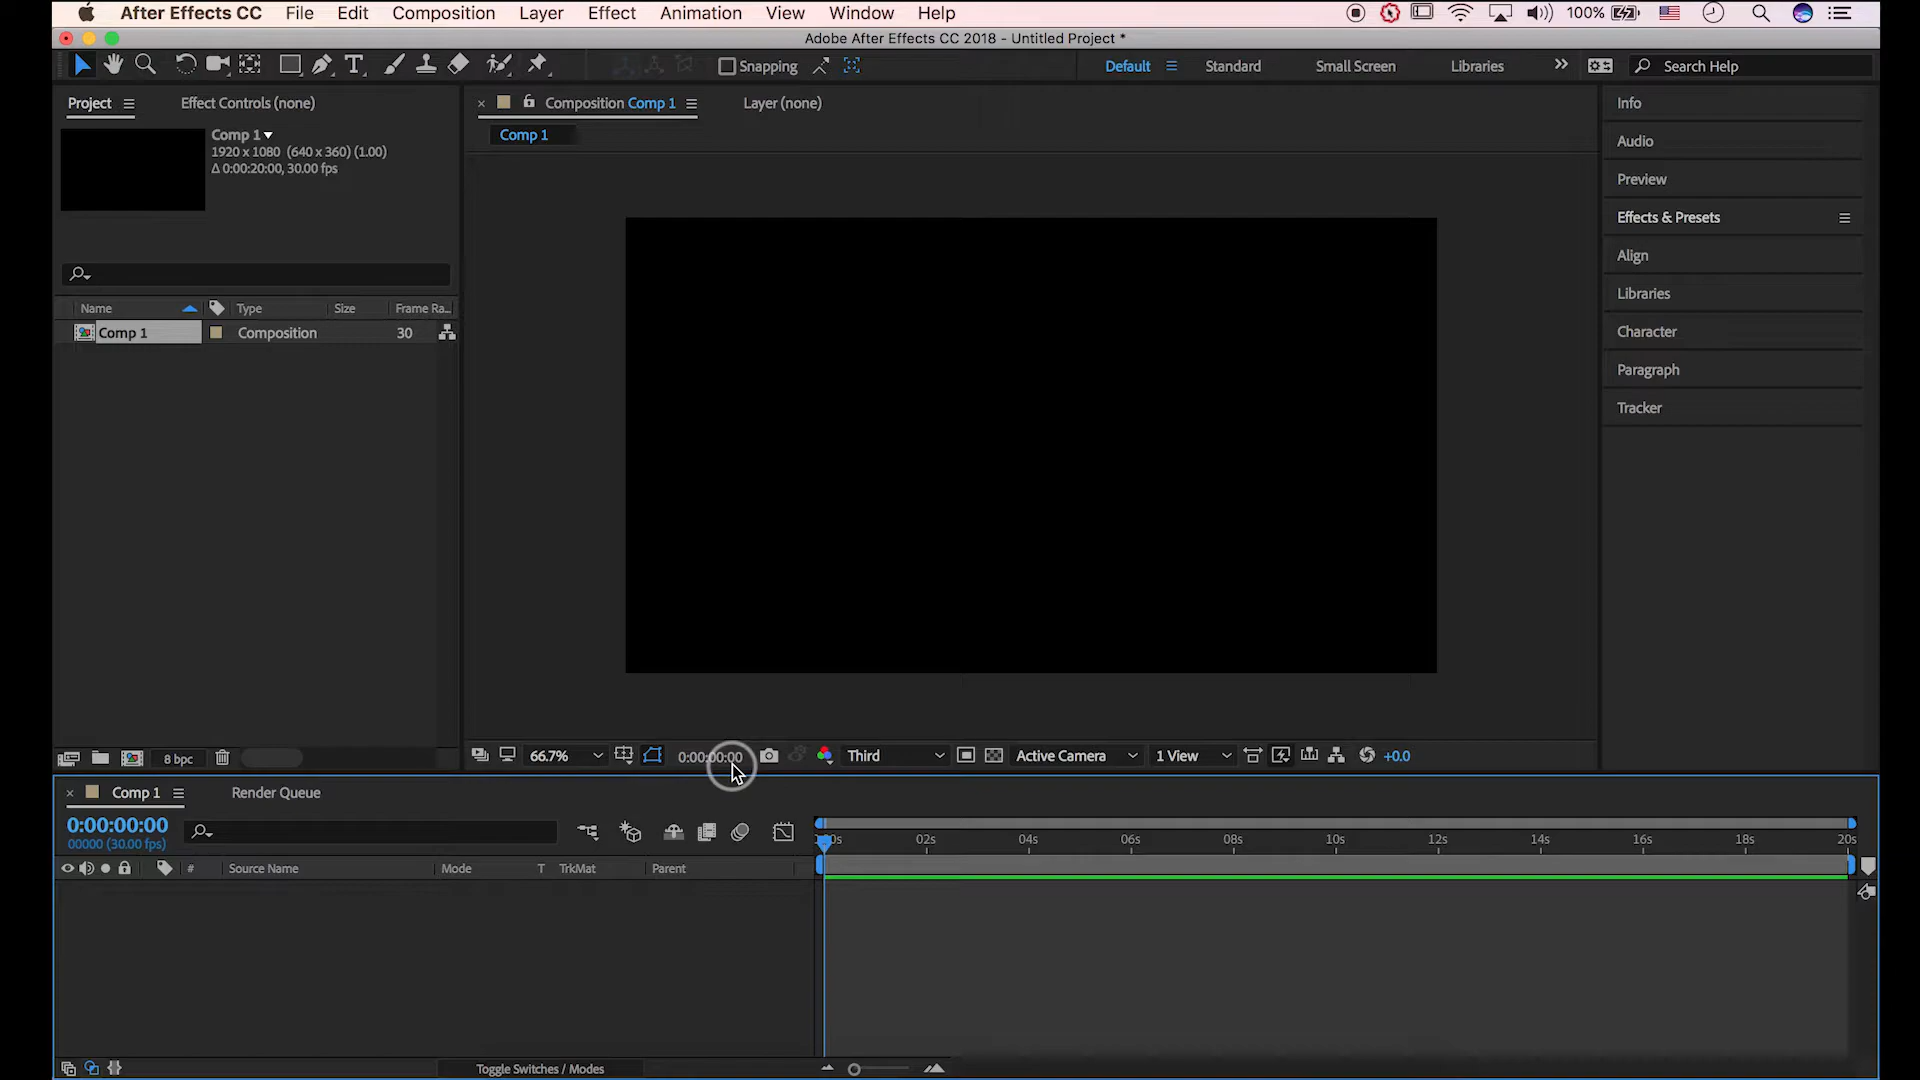 After Effects CC File Edit Composition Layer Effect Animation View Window Help 100%
Adobe After Effects CC 2018 - Untitled Project *
Snapping Default Standard Small Screen Libraries Search Help
Project Effect Controls (none) Composition Comp 1 Layer (none) Info
Comp 1
1920 x 1080 (640 x 360) (1.00)
Δ 0:00:20:00, 30.00 fps
Comp 1
Audio
Preview
Effects & Presets
Align
Libraries
Character
Paragraph
Tracker
Name Type Size Frame Ra...
Comp 1 Composition 30
8 bpc
66.7% 0:00:00:00 Third Active Camera 1 View +0.0
Comp 1 Render Queue
0:00:00:00
00000 (30.00 fps)
02s 04s 06s 08s 10s 12s 14s 16s 18s 20s
# Source Name Mode T TrkMat Parent
Toggle Switches / Modes